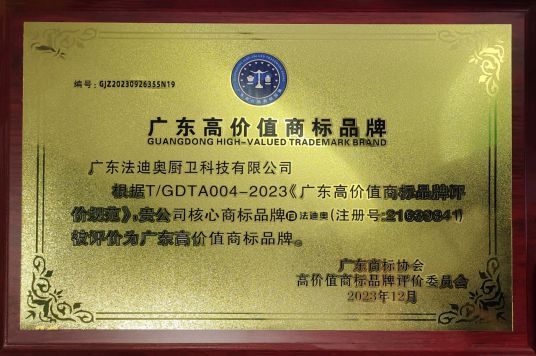 编号：GJZ20230926355N19
广东高价值商标品牌
GUANGDONG HIGH-VALUED TRADEMARK BRAND
广东法迪奥厨卫科技有限公司
根据T/GDTA004-2023《广东高价值商标品牌评
价规范》，贵公司核心商标品牌 法迪奥（注册号:21639841）
被评价为广东高价值商标品牌。
广东商标协会
高价值商标品牌评价委员会
2023年12月